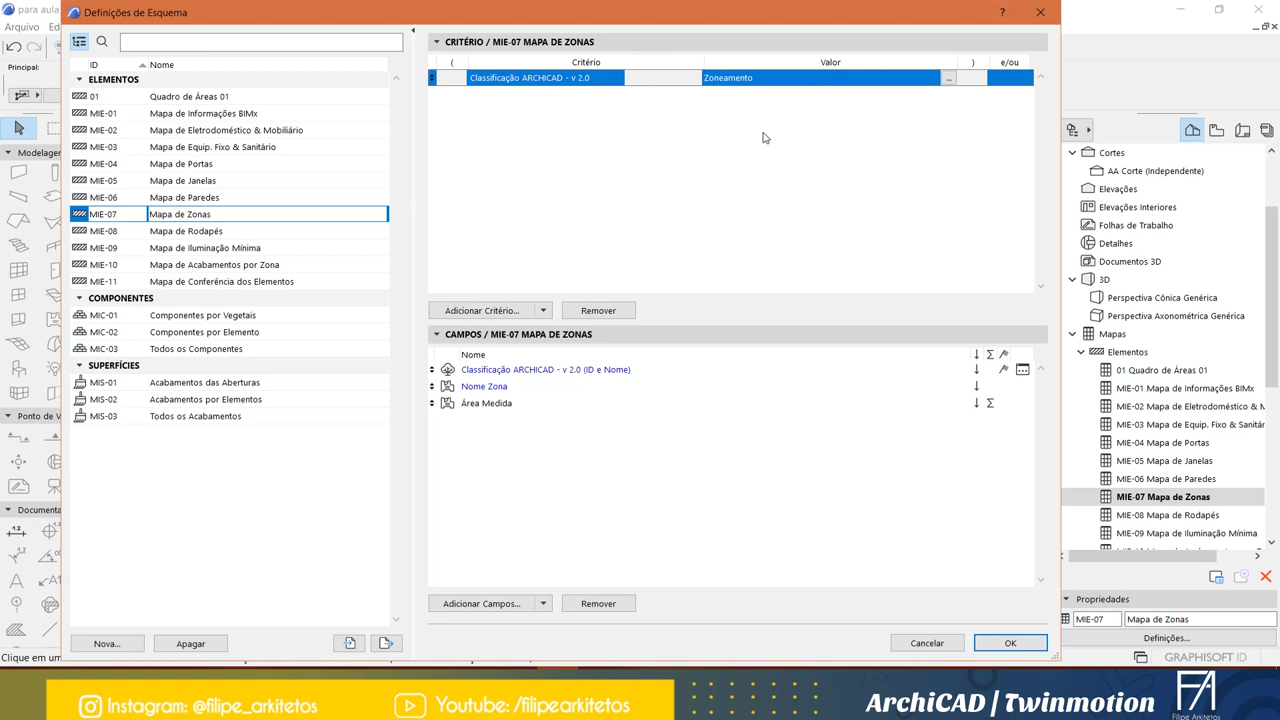 para aula
Definições de Esquema
?
Arquivo
Ed
Principal:
ID
Nome
ELEMENTOS
01 Quadro de Áreas 01
MIE-01 Mapa de Informações BIMx
MIE-02 Mapa de Eletrodoméstico & Mobiliário
MIE-03 Mapa de Equip. Fixo & Sanitário
MIE-04 Mapa de Portas
MIE-05 Mapa de Janelas
MIE-06 Mapa de Paredes
MIE-07 Mapa de Zonas
MIE-08 Mapa de Rodapés
MIE-09 Mapa de Iluminação Mínima
MIE-10 Mapa de Acabamentos por Zona
MIE-11 Mapa de Conferência dos Elementos
COMPONENTES
MIC-01 Componentes por Vegetais
MIC-02 Componentes por Elemento
MIC-03 Todos os Componentes
SUPERFÍCIES
MIS-01 Acabamentos das Aberturas
MIS-02 Acabamentos por Elementos
MIS-03 Todos os Acabamentos
Nova...
Apagar
CRITÉRIO / MIE-07 MAPA DE ZONAS
( Critério Valor ) e/ou
Classificação ARCHICAD - v 2.0 Zoneamento ...
Adicionar Critério...
Remover
CAMPOS / MIE-07 MAPA DE ZONAS
Nome
Classificação ARCHICAD - v 2.0 (ID e Nome)
Nome Zona
Área Medida
Adicionar Campos...
Remover
Cancelar
OK
Modelagem
Ponto de V
Documenta
Clique em um
Cortes
AA Corte (Independente)
Elevações
Elevações Interiores
Folhas de Trabalho
Detalhes
Documentos 3D
3D
Perspectiva Cônica Genérica
Perspectiva Axonométrica Genérica
Mapas
Elementos
01 Quadro de Áreas 01
MIE-01 Mapa de Informações BIMx
MIE-02 Mapa de Eletrodoméstico & M
MIE-03 Mapa de Equip. Fixo & Sanitár
MIE-04 Mapa de Portas
MIE-05 Mapa de Janelas
MIE-06 Mapa de Paredes
MIE-07 Mapa de Zonas
MIE-08 Mapa de Rodapés
MIE-09 Mapa de Iluminação Mínima
Propriedades
MIE-07 Mapa de Zonas
Definições...
GRAPHISOFT ID
Instagram: @filipe_arkitetos
Youtube: /filipearkitetos
ArchiCAD | Twinmotion
Filipe Arkitetos